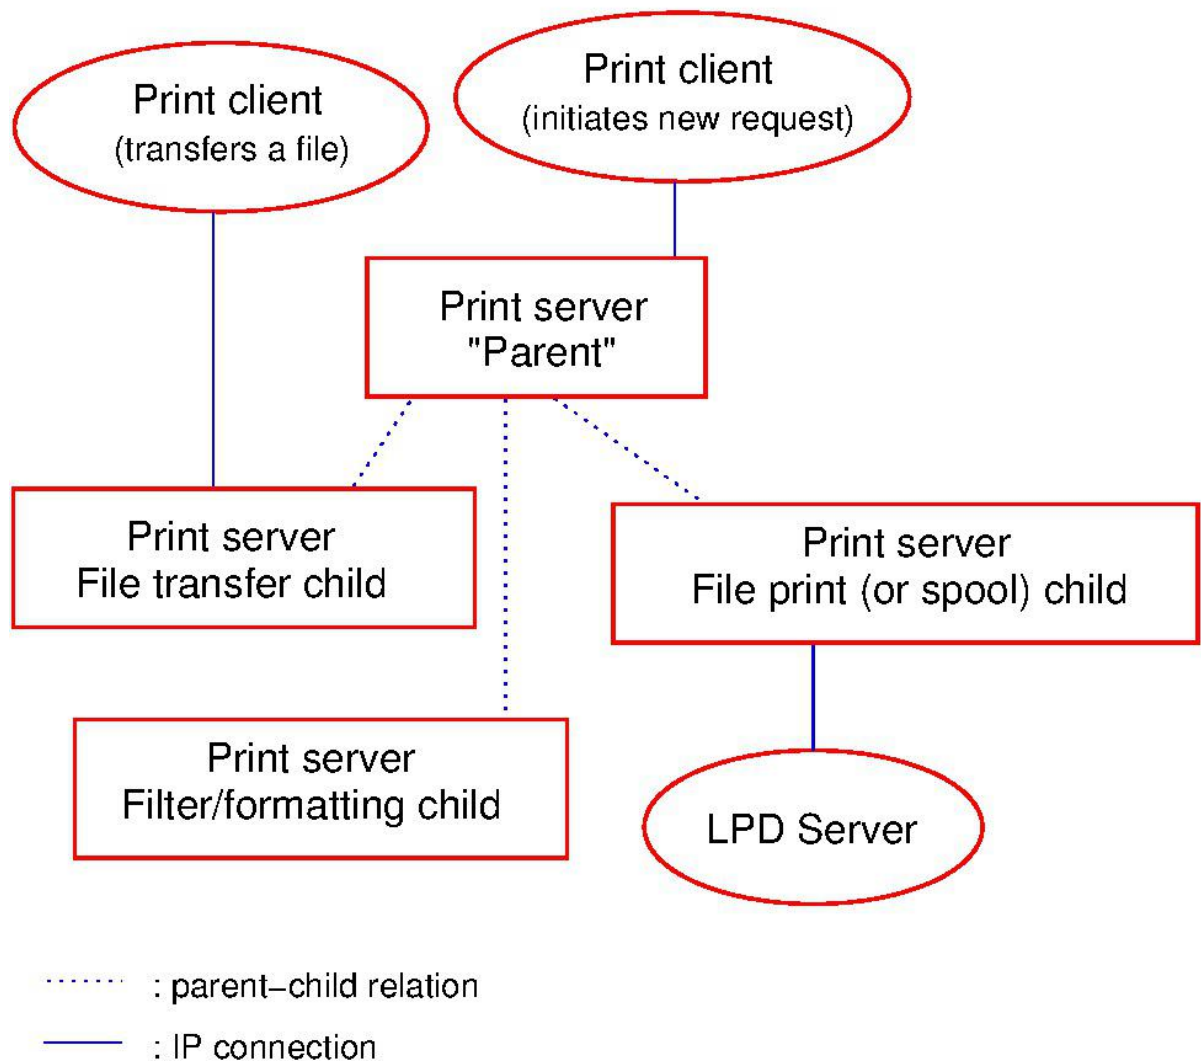 Print client
(transfers a file)
Print client
(initiates new request)
Print server
"Parent"
Print server
File transfer child
Print server
File print (or spool) child
Print server
Filter/formatting child
LPD Server
: parent-child relation
: IP connection